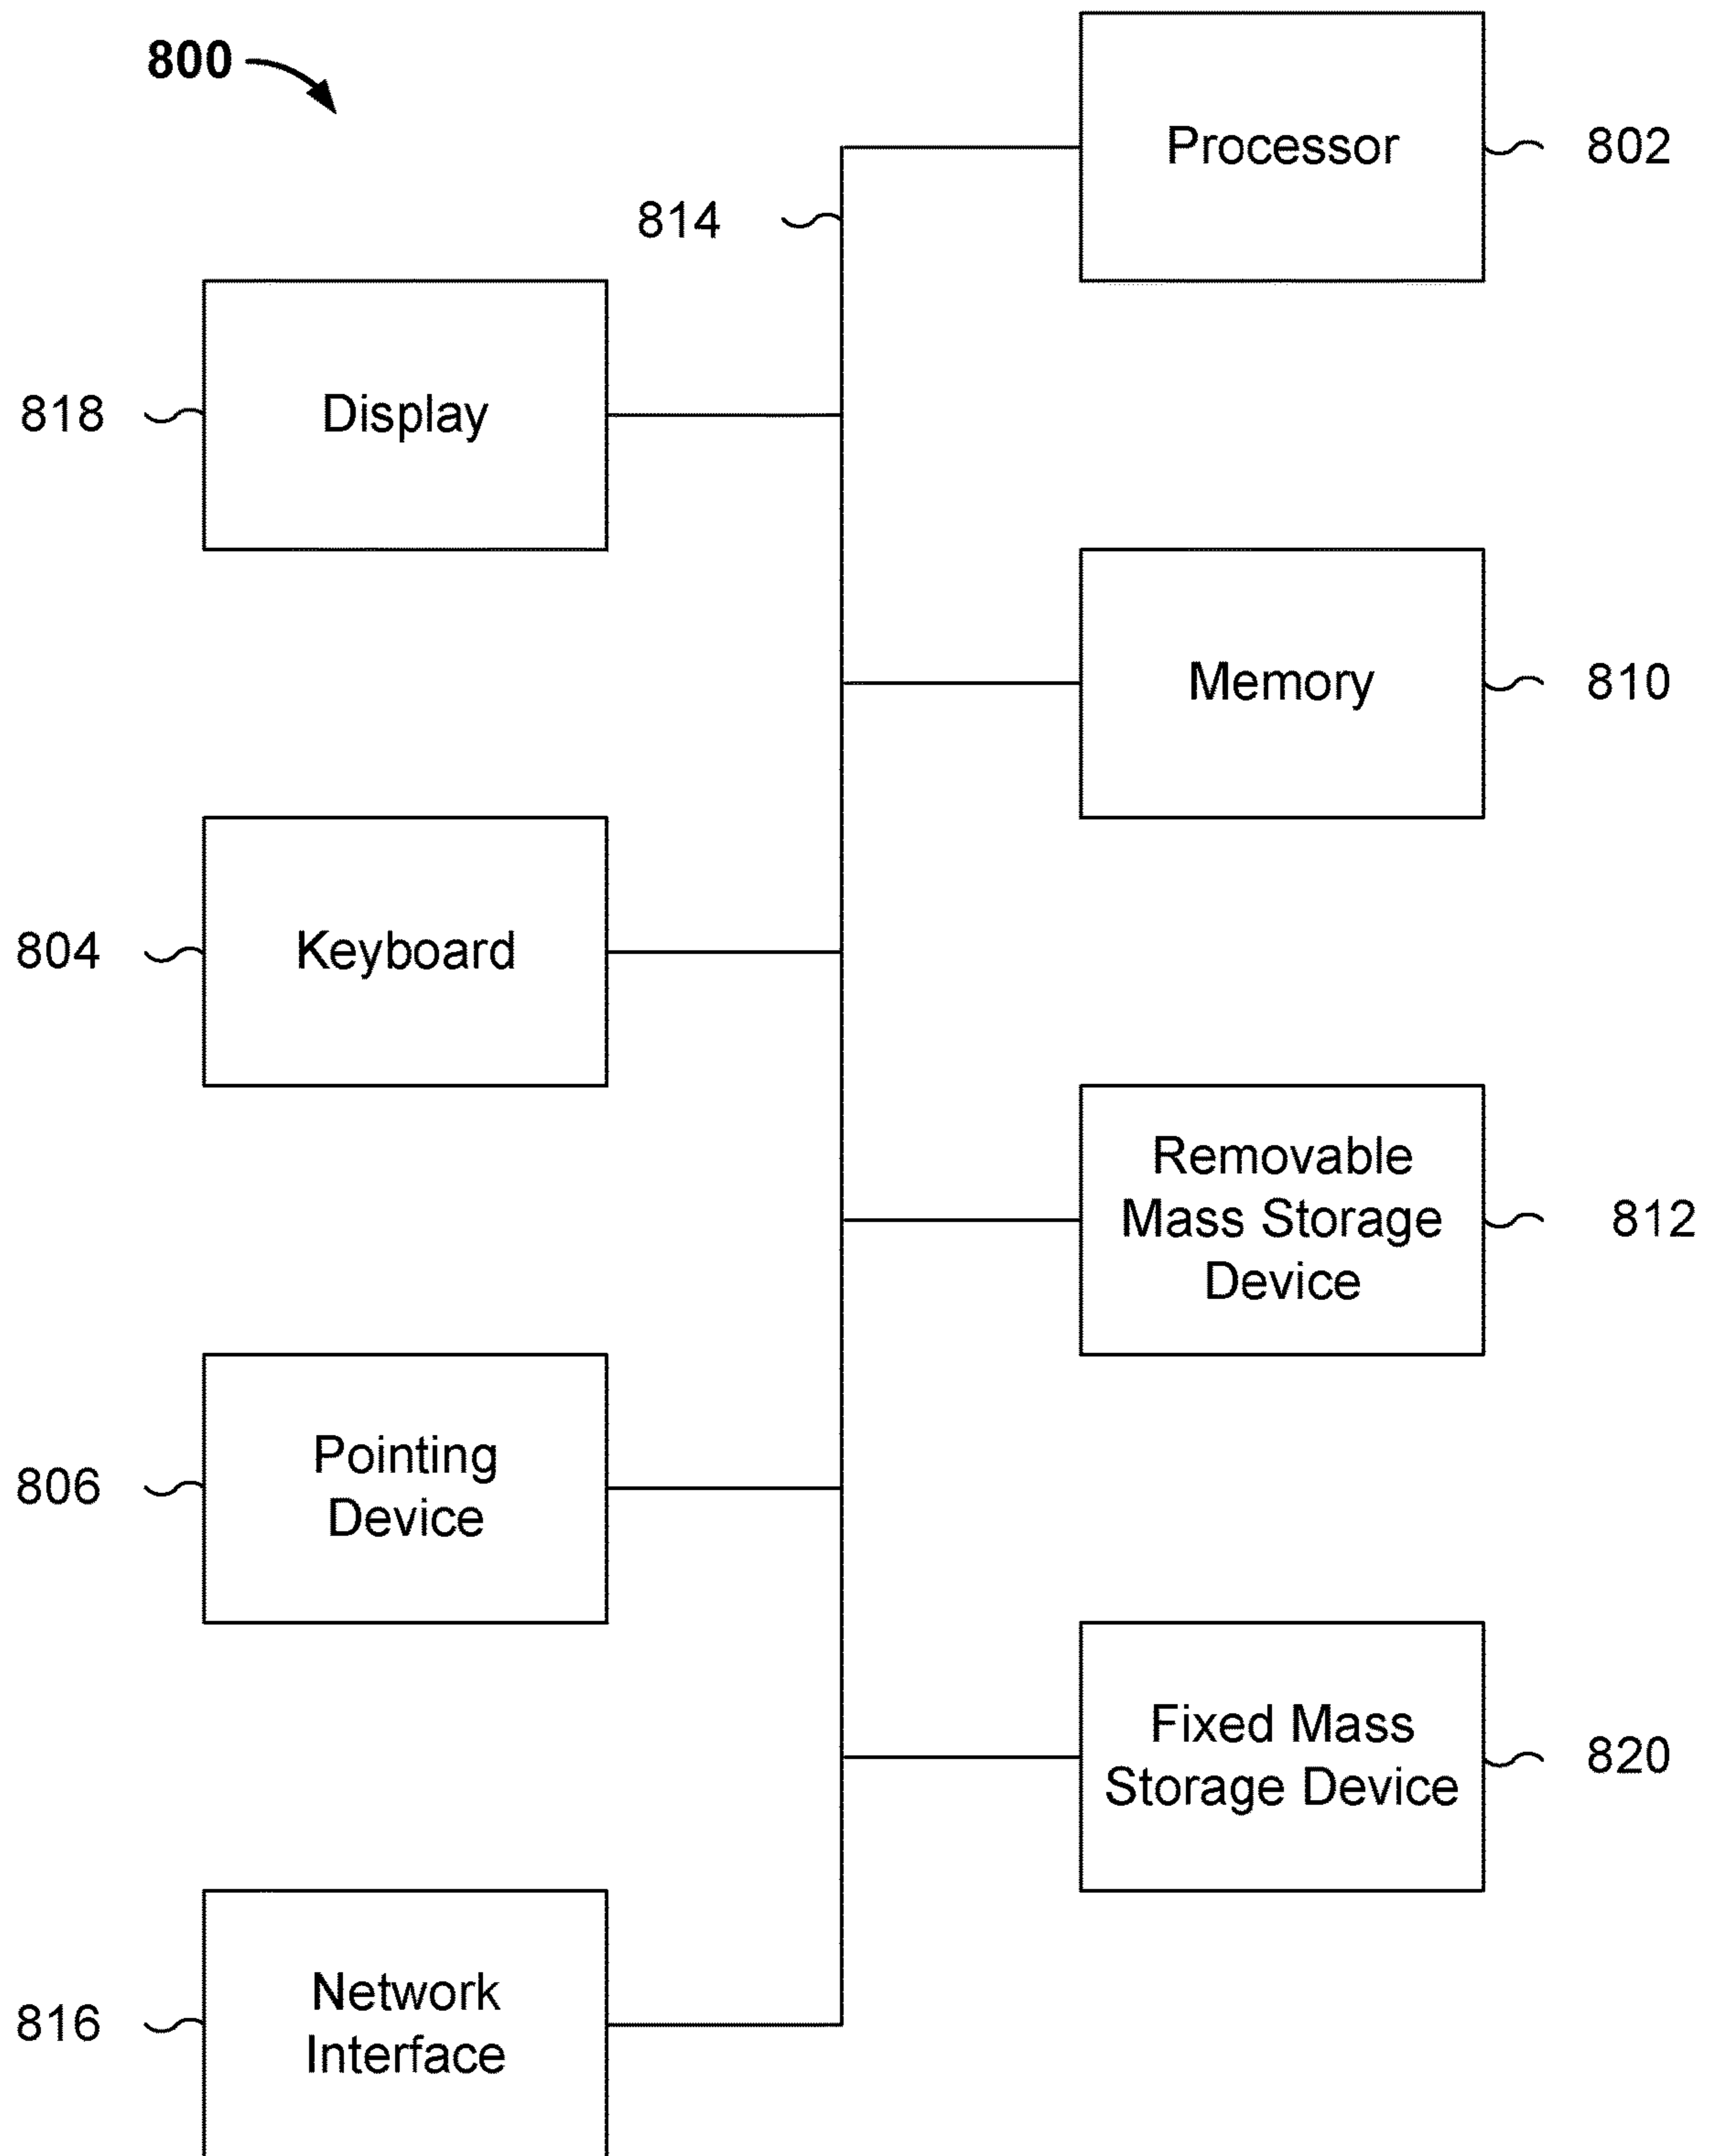 800
Processor
802
814
Display
818
Memory
810
Keyboard
804
Removable
Mass Storage
Device
812
Pointing
Device
806
Fixed Mass
Storage Device
820
Network
Interface
816